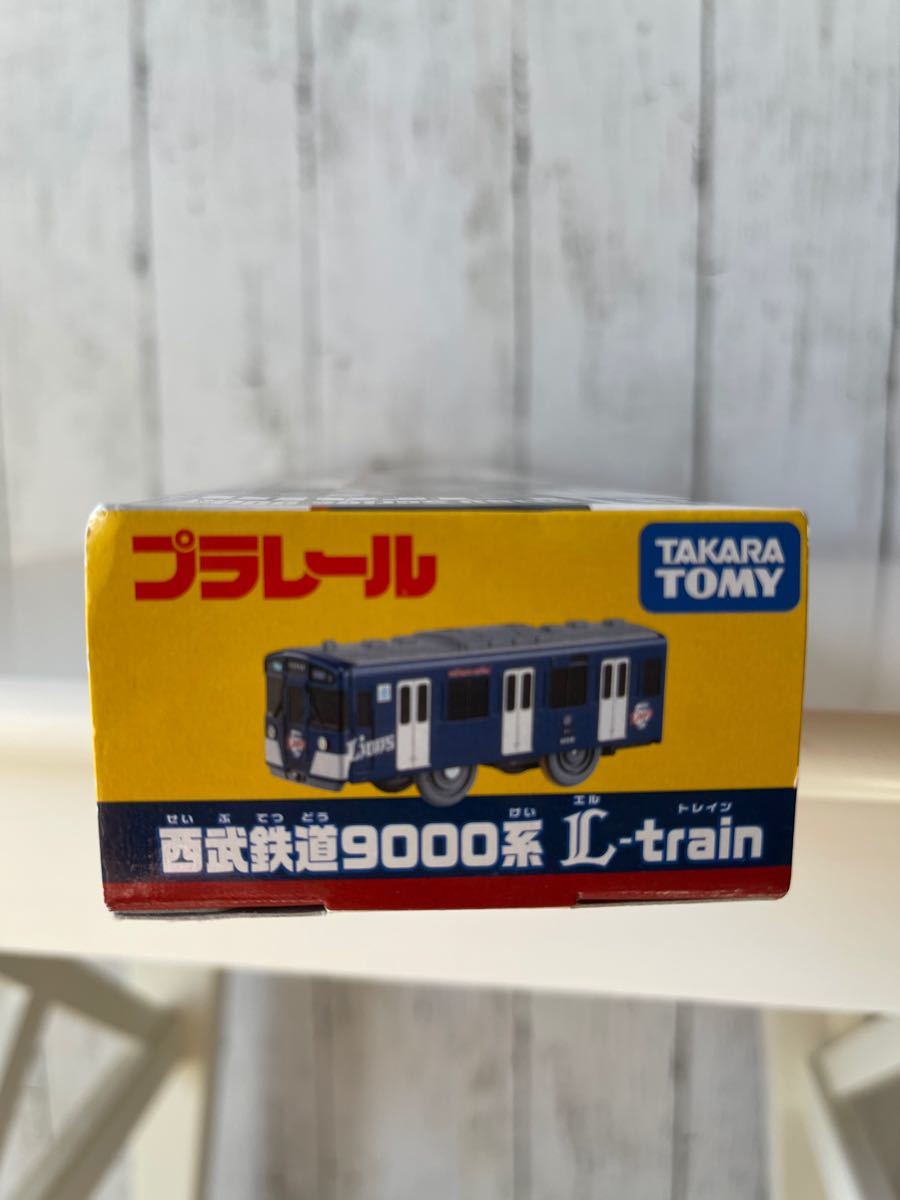 プラレール
TAKARA
TOMY
Lions
せいぶてつどう けい エル トレイン
西武鉄道9000系 L-train